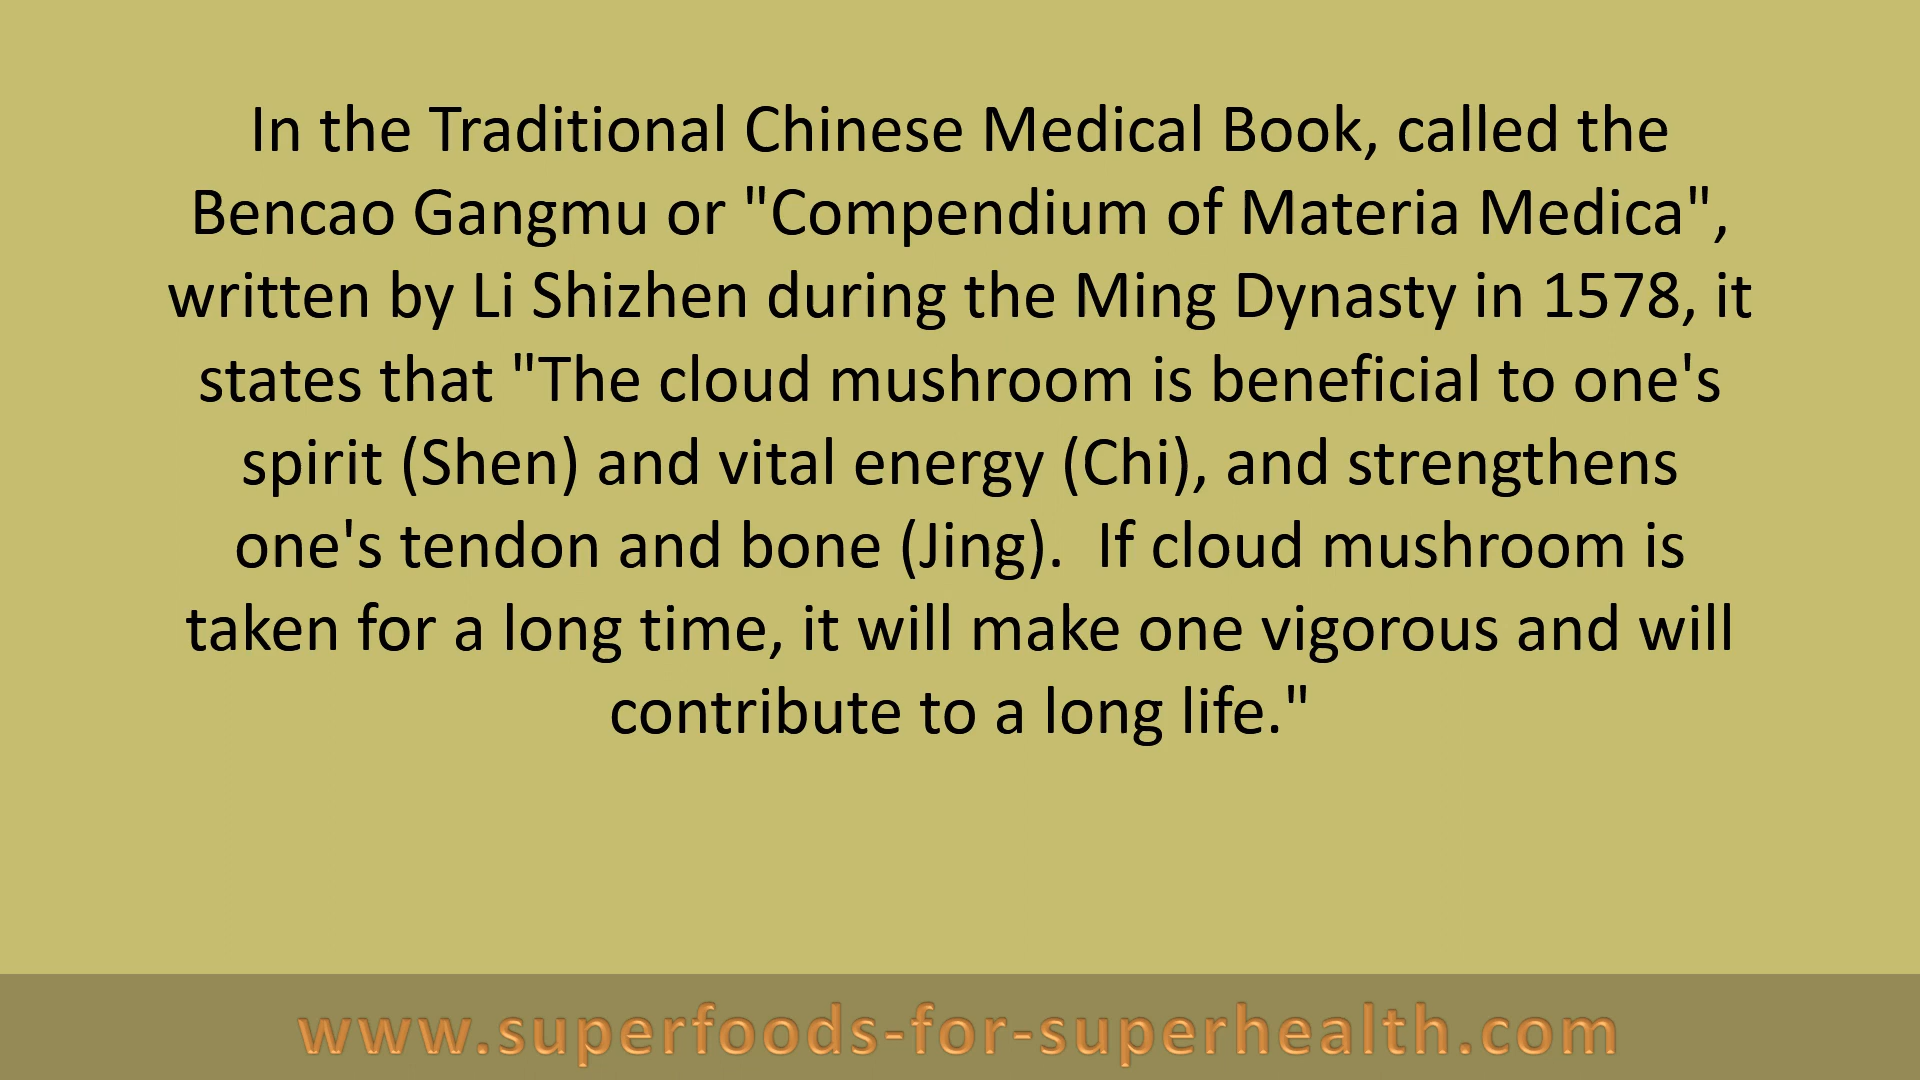 In the Traditional Chinese Medical Book, called the
Bencao Gangmu or "Compendium of Materia Medica",
written by Li Shizhen during the Ming Dynasty in 1578, it
states that "The cloud mushroom is beneficial to one's
spirit (Shen) and vital energy (Chi), and strengthens
one's tendon and bone (Jing).  If cloud mushroom is
taken for a long time, it will make one vigorous and will
contribute to a long life."
www.superfoods-for-superhealth.com